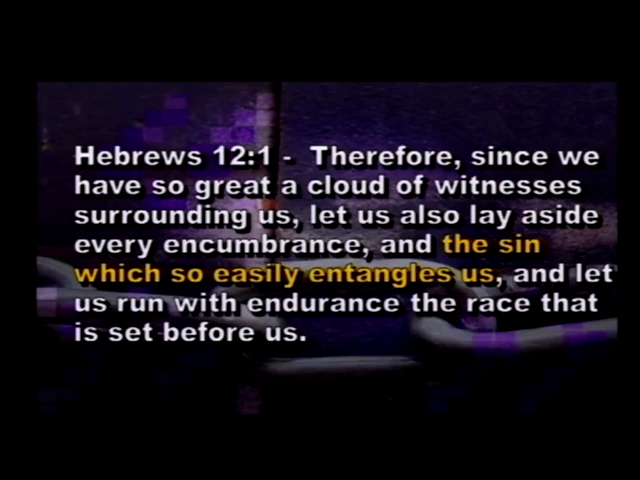 Hebrews 12:1 -  Therefore, since we
have so great a cloud of witnesses
surrounding us, let us also lay aside
every encumbrance, and the sin
which so easily entangles us, and let
us run with endurance the race that
is set before us.